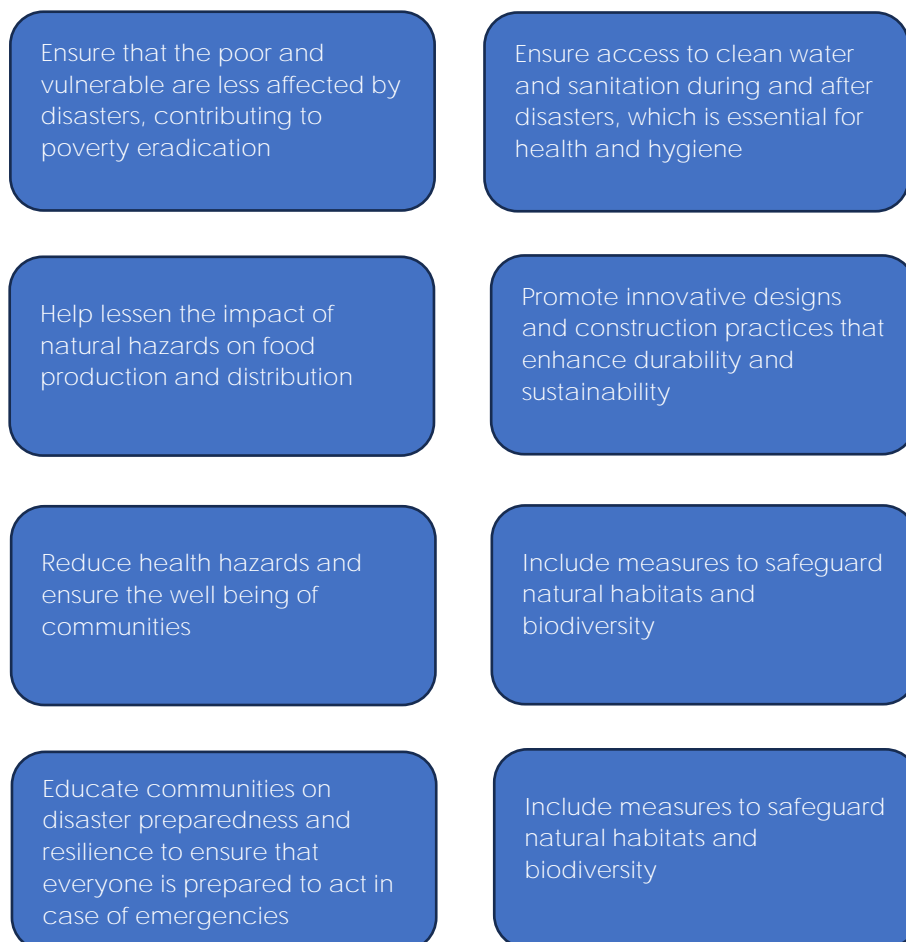 Ensure that the poor and
vulnerable are less affected by
disasters, contributing to
poverty eradication
Ensure access to clean water
and sanitation during and after
disasters, which is essential for
health and hygiene
Help lessen the impact of
natural hazards on food
production and distribution
Promote innovative designs
and construction practices that
enhance durability and
sustainability
Reduce health hazards and
ensure the well being of
communities
Include measures to safeguard
natural habitats and
biodiversity
Educate communities on
disaster preparedness and
resilience to ensure that
everyone is prepared to act in
case of emergencies
Include measures to safeguard
natural habitats and
biodiversity